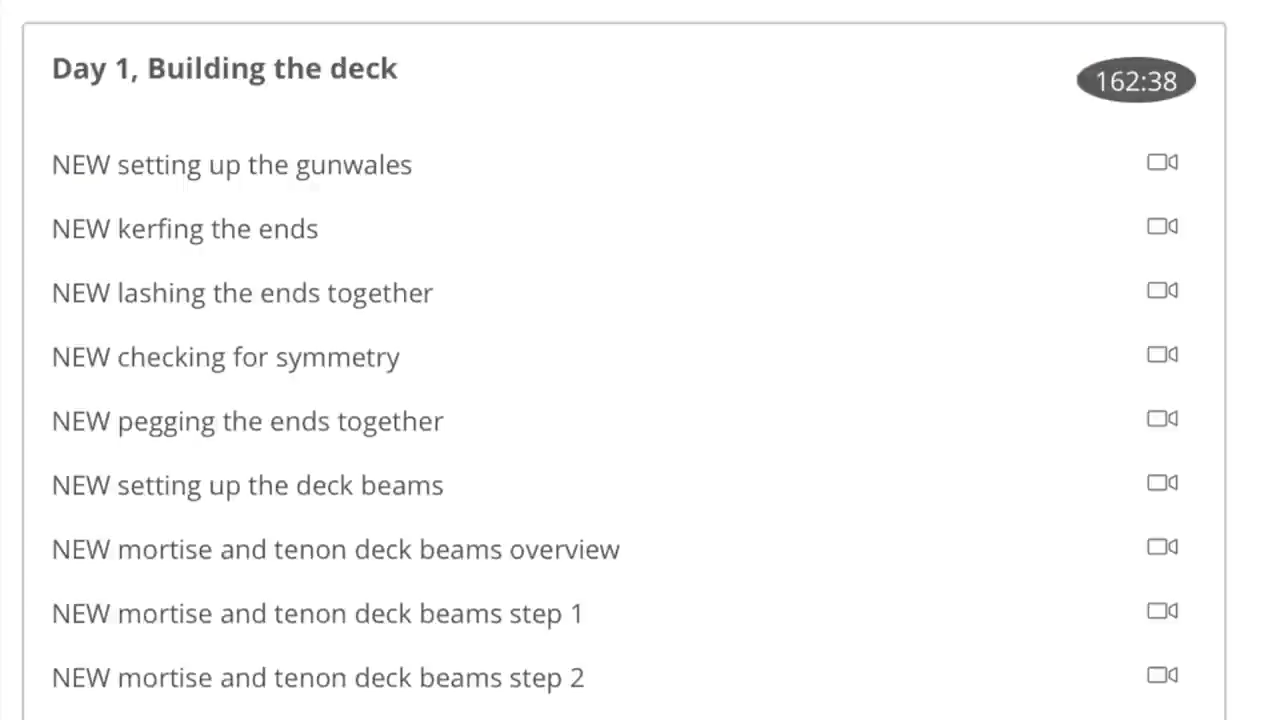 Day 1, Building the deck
162:38
NEW setting up the gunwales
NEW kerfing the ends
NEW lashing the ends together
NEW checking for symmetry
NEW pegging the ends together
NEW setting up the deck beams
NEW mortise and tenon deck beams overview
NEW mortise and tenon deck beams step 1
NEW mortise and tenon deck beams step 2